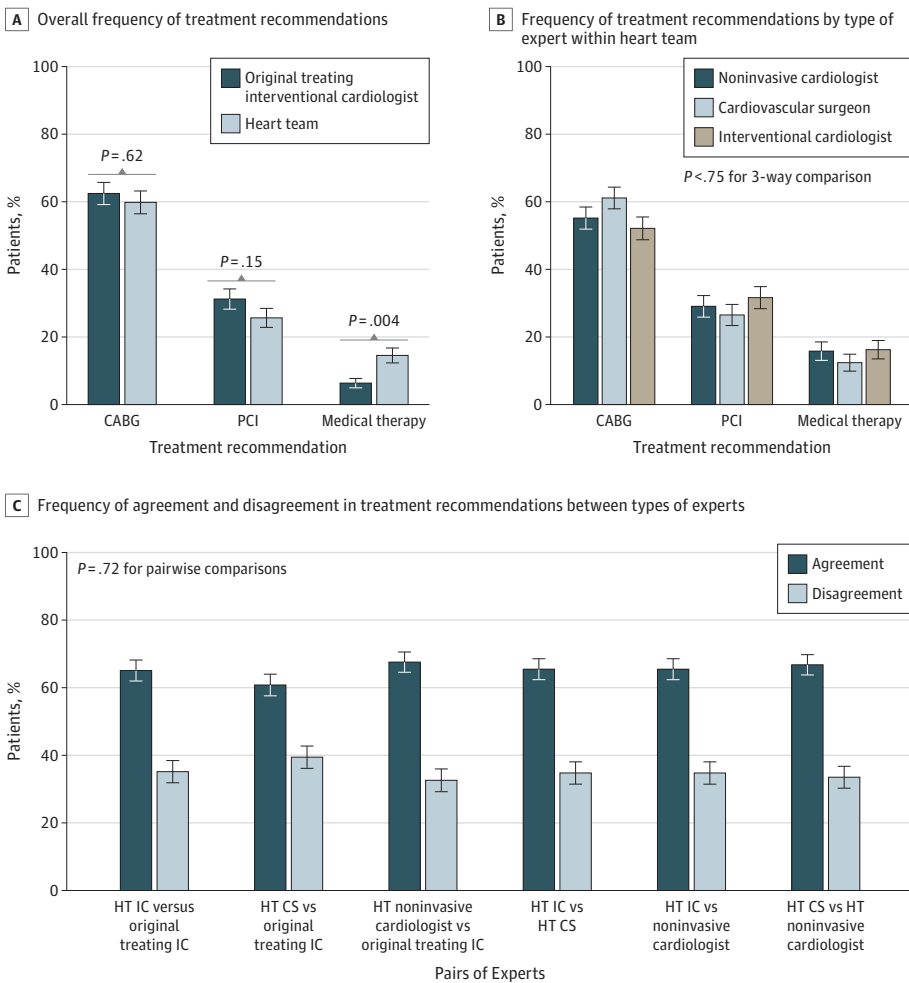 A Overall frequency of treatment recommendations
100
80
60
40
20
0
Patients, %
Original treating
interventional cardiologist
Heart team
P = .62
P = .15
P = .004
CABG
PCI
Medical therapy
Treatment recommendation
B Frequency of treatment recommendations by type of
expert within heart team
100
80
60
40
20
0
Patients, %
Noninvasive cardiologist
Cardiovascular surgeon
Interventional cardiologist
P <.75 for 3-way comparison
CABG
PCI
Medical therapy
Treatment recommendation
C Frequency of agreement and disagreement in treatment recommendations between types of experts
100
80
60
40
20
0
Patients, %
P = .72 for pairwise comparisons
Agreement
Disagreement
HT IC versus
original
treating IC
HT CS vs
original
treating IC
HT noninvasive
cardiologist vs
original treating IC
HT IC vs
HT CS
HT IC vs
noninvasive
cardiologist
HT CS vs HT
noninvasive
cardiologist
Pairs of Experts